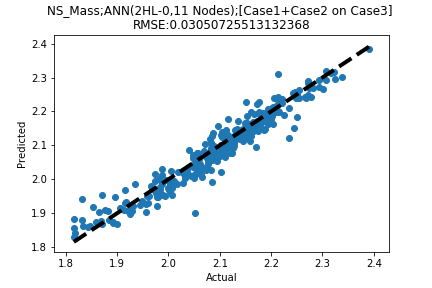 NS_Mass;ANN(2HL-0,11 Nodes);[Case1+Case2 on Case3]
RMSE:0.03050725513132368
2.4
2.3
2.2
2.1
2.0
1.9
1.8
Predicted
1.8 1.9 2.0 2.1 2.2 2.3 2.4
Actual